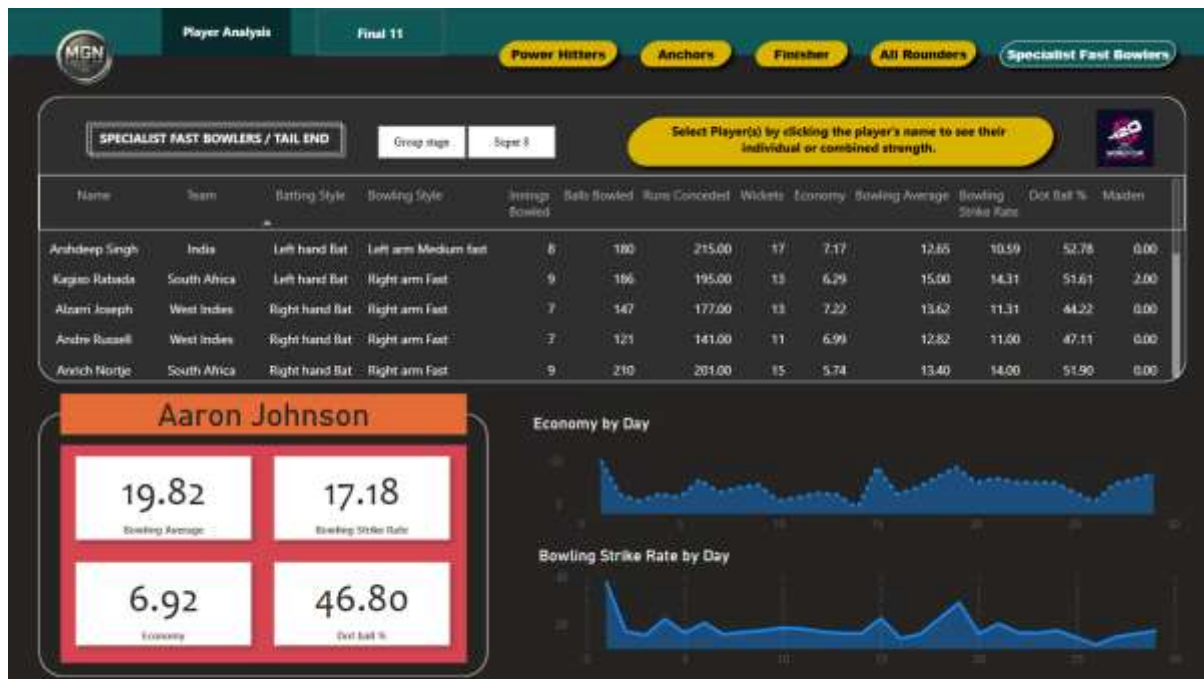 Player Analysis
Final 11
MGN
Power Hitters
Anchors
Finisher
All Rounders
Specialist Fast Bowlers
SPECIALIST FAST BOWLERS / TAIL END
Group stage
Super 8
Select Player(s) by clicking the player's name to see their
individual or combined strength.
Name Team Batting Style Bowling Style Innings Bowled Balls Bowled Runs Conceded Wickets Economy Bowling Average Bowling Strike Rate Dot Ball % Maiden
Arshdeep Singh India Left hand Bat Left arm Medium fast 8 180 215.00 17 7.17 12.65 10.59 52.78 0.00
Kagiso Rabada South Africa Left hand Bat Right arm Fast 9 186 195.00 13 6.29 15.00 14.31 51.61 2.00
Alzarri Joseph West Indies Right hand Bat Right arm Fast 7 147 177.00 13 7.22 13.62 11.31 44.22 0.00
Andre Russell West Indies Right hand Bat Right arm Fast 7 121 141.00 11 6.99 12.82 11.00 47.11 0.00
Anrich Nortje South Africa Right hand Bat Right arm Fast 9 210 201.00 15 5.74 13.40 14.00 51.90 0.00
Aaron Johnson
19.82
Bowling Average
17.18
Bowling Strike Rate
6.92
Economy
46.80
Dot ball %
Economy by Day
Bowling Strike Rate by Day